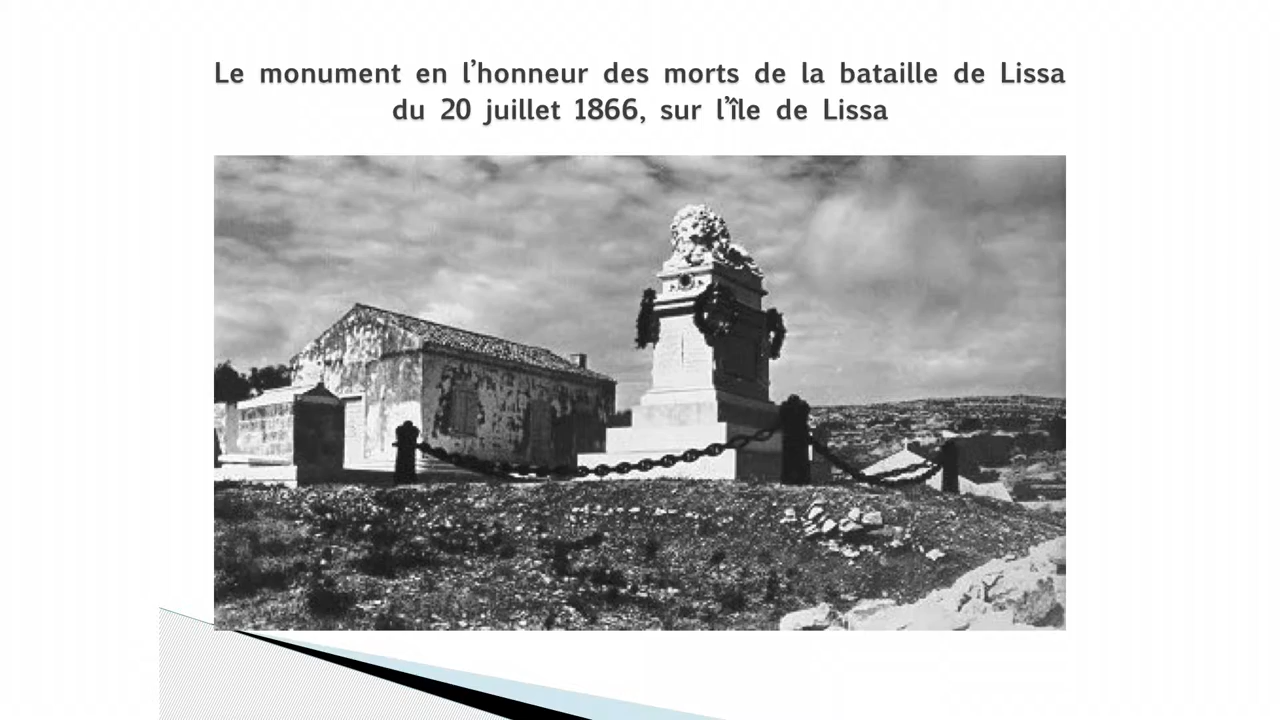 Le monument en l’honneur des morts de la bataille de Lissa
du 20 juillet 1866, sur l’île de Lissa